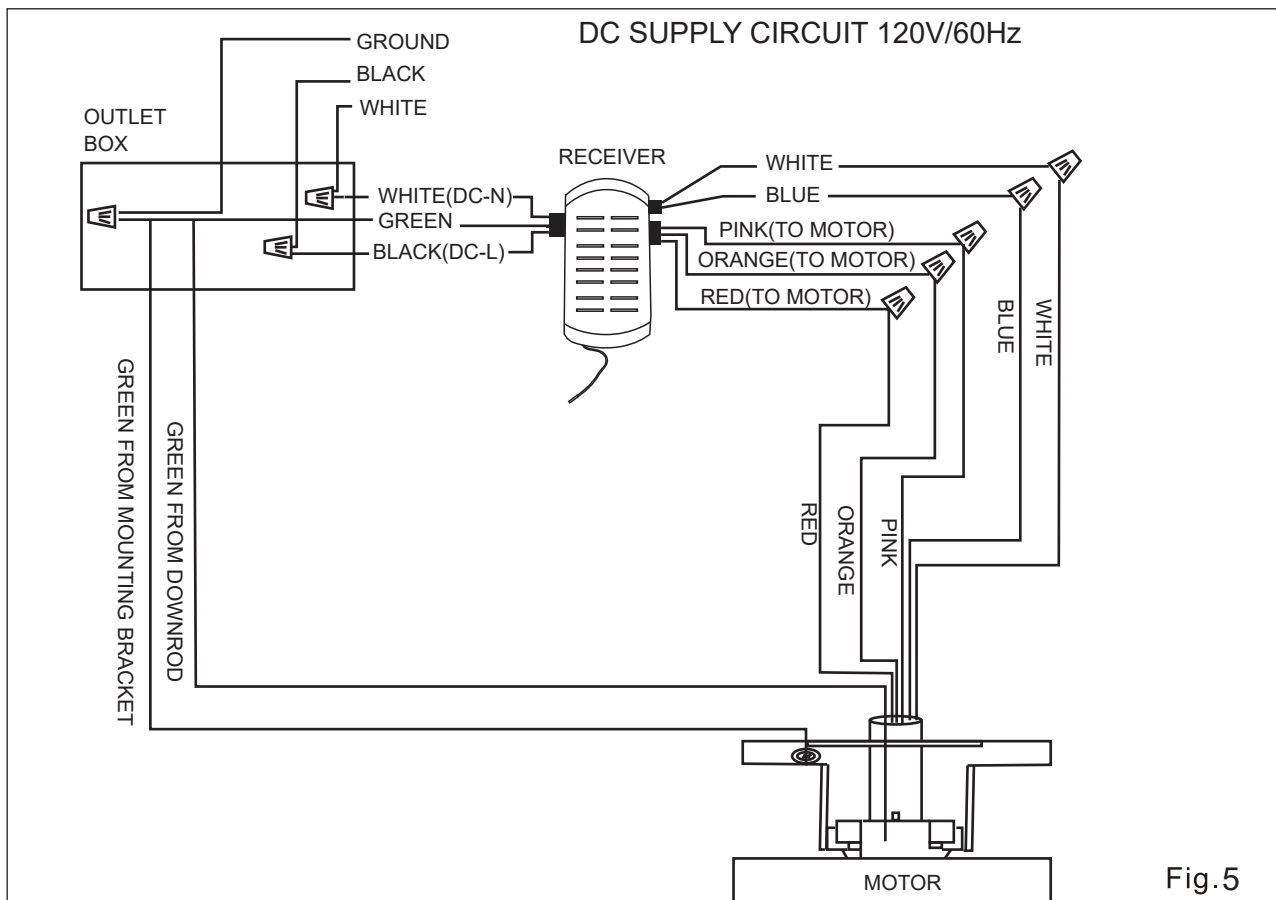 DC SUPPLY CIRCUIT 120V/60Hz
GROUND
BLACK
WHITE
OUTLET
BOX
RECEIVER
WHITE(DC-N)
GREEN
BLACK(DC-L)
WHITE
BLUE
PINK(TO MOTOR)
ORANGE(TO MOTOR)
RED(TO MOTOR)
GREEN FROM MOUNTING BRACKET
GREEN FROM DOWNROD
RED
ORANGE
PINK
BLUE
WHITE
MOTOR
Fig.5